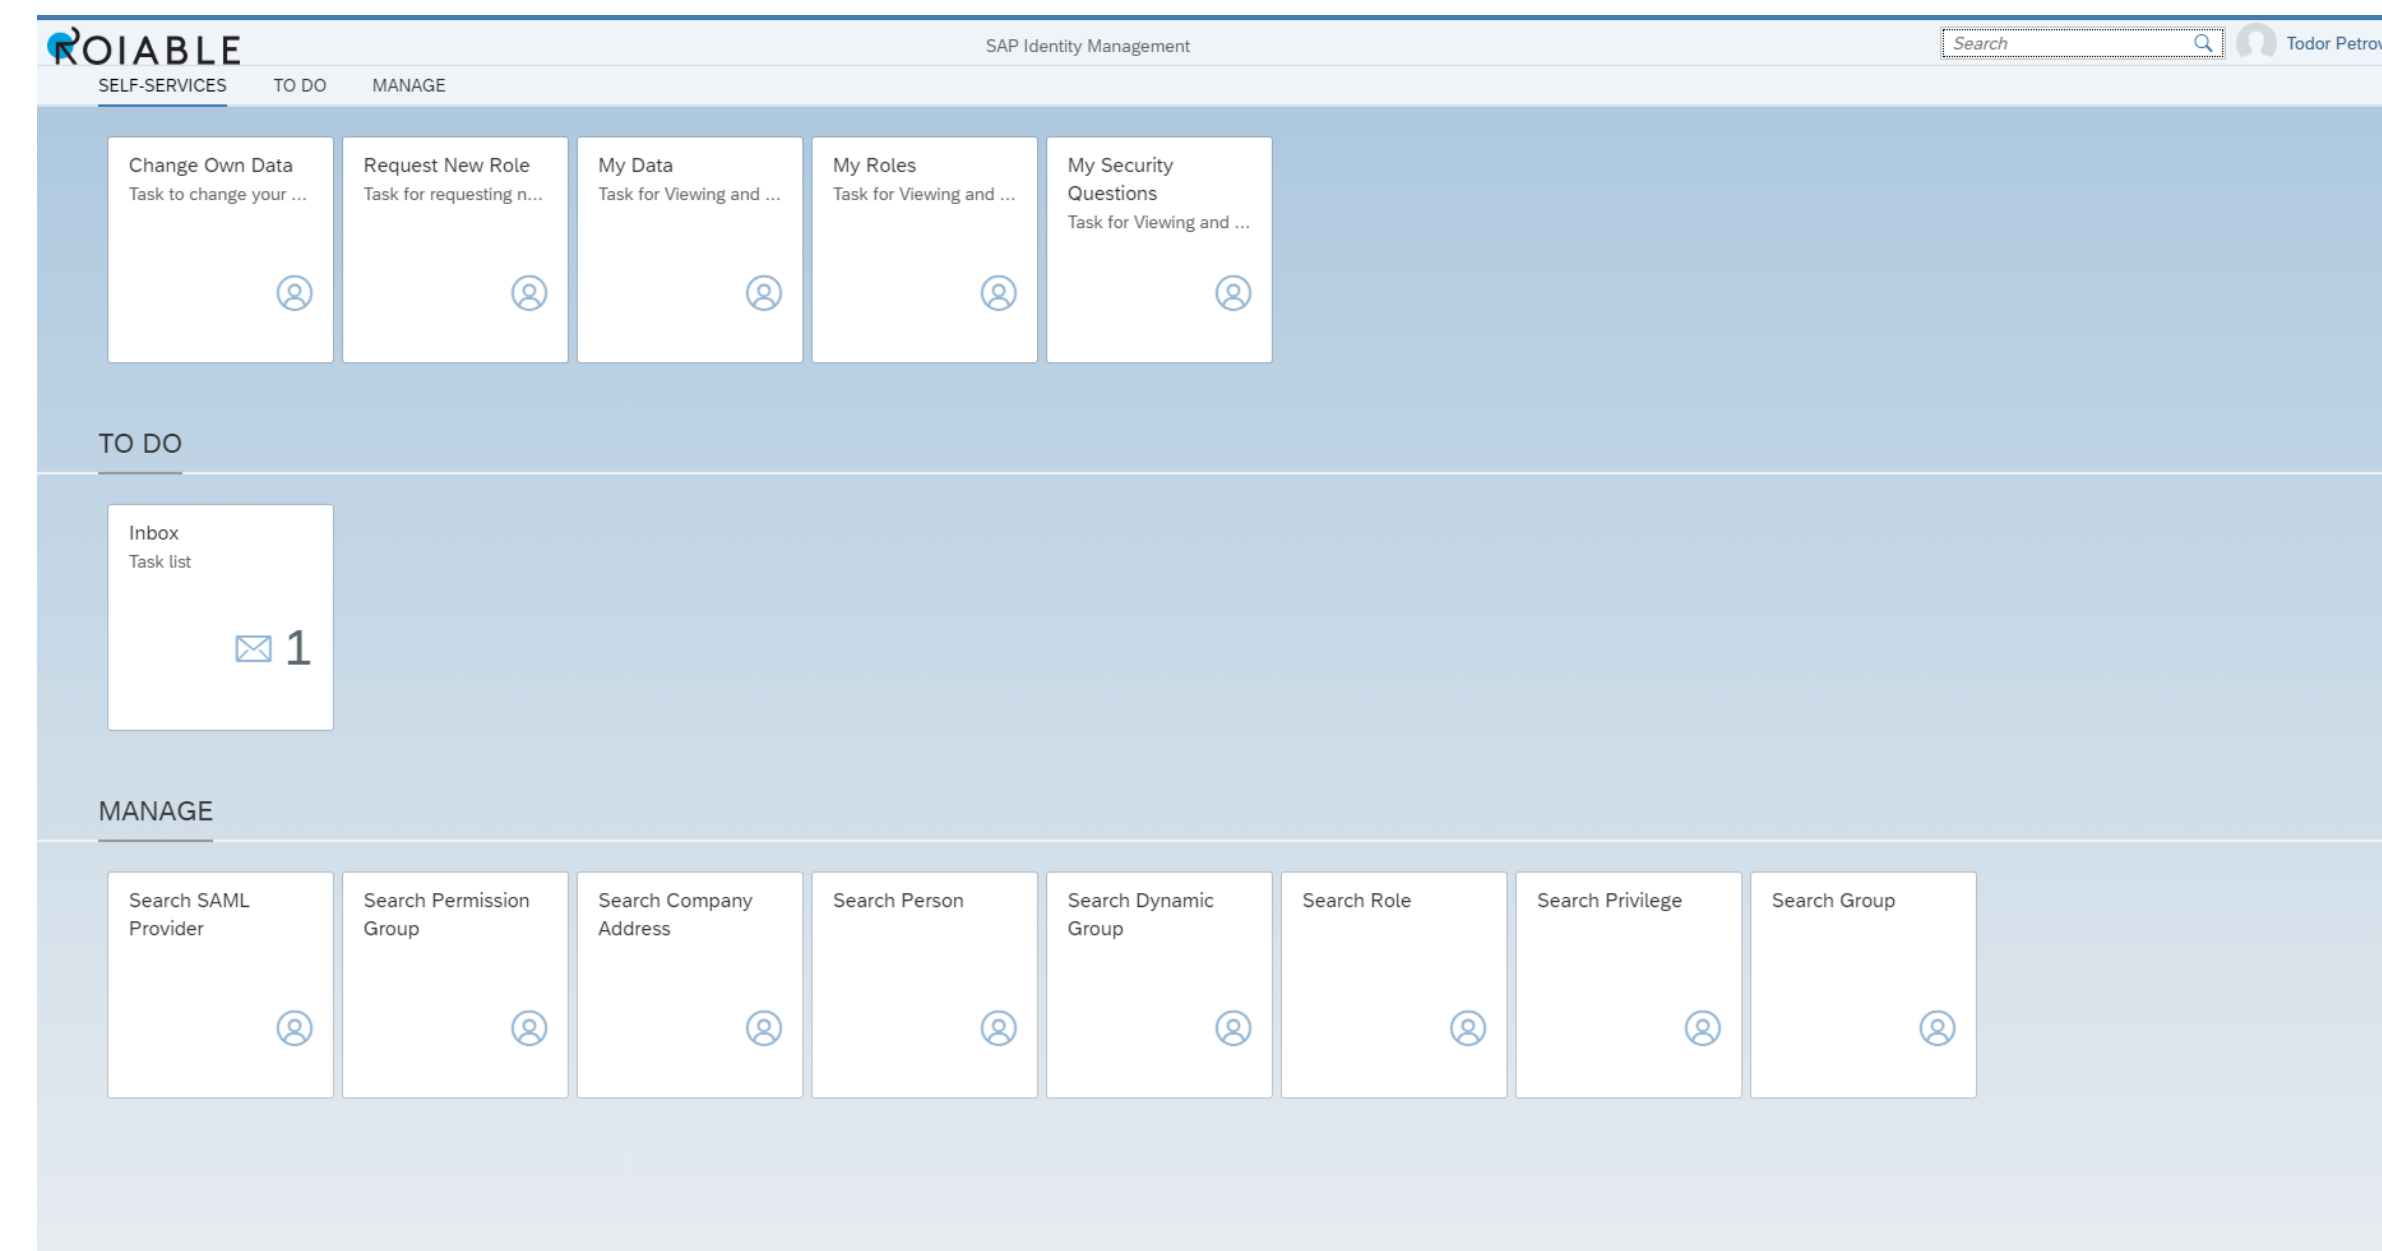 ROIABLE
SAP Identity Management
Search
Todor Petrov
SELF-SERVICES TO DO MANAGE
Change Own Data
Task to change your ...
Request New Role
Task for requesting n...
My Data
Task for Viewing and ...
My Roles
Task for Viewing and ...
My Security
Questions
Task for Viewing and ...
TO DO
Inbox
Task list
1
MANAGE
Search SAML
Provider
Search Permission
Group
Search Company
Address
Search Person
Search Dynamic
Group
Search Role
Search Privilege
Search Group